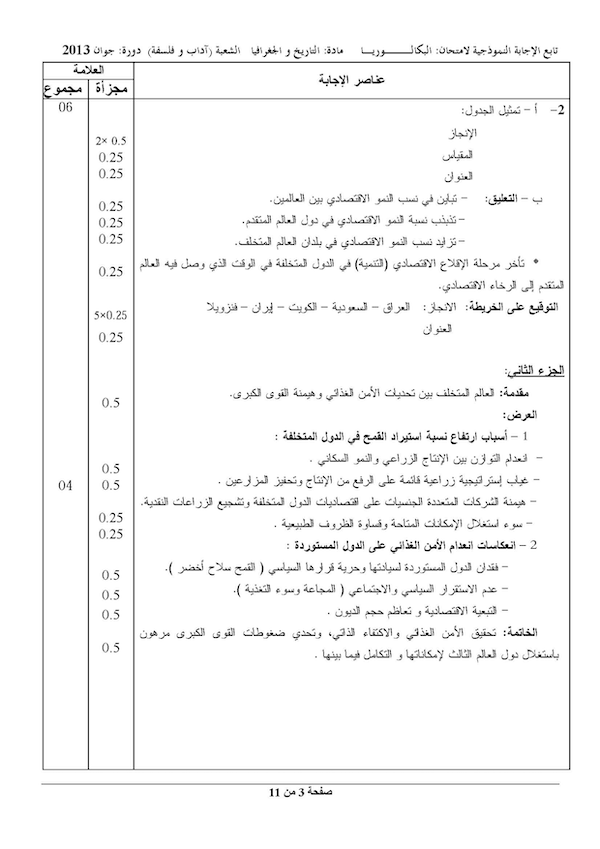 تابع الإجابة النموذجية لامتحان: البكالـــــــوريـــا مادة: التاريخ و الجغرافيا الشعبة (آداب و فلسفة) دورة: جوان 2013
عناصر الإجابة
العلامة
مجزأة
مجموع
2- أ – تمثيل الجدول:
06
الإنجاز
2× 0.5
المقياس
0.25
العنوان
0.25
ب – التعليق: – تباين في نسب النمو الاقتصادي بين العالمين.
0.25
– تذبذب نسبة النمو الاقتصادي في دول العالم المتقدم.
0.25
– تزايد نسب النمو الاقتصادي في بلدان العالم المتخلف.
0.25
* تأخر مرحلة الإقلاع الاقتصادي (التنمية) في الدول المتخلفة في الوقت الذي وصل فيه العالم
0.25
المتقدم إلى الرخاء الاقتصادي.
التوقيع على الخريطة: الانجاز: العراق – السعودية – الكويت – إيران – فنزويلا
5×0.25
العنوان
0.25
الجزء الثاني:
مقدمة: العالم المتخلف بين تحديات الأمن الغذائي وهيمنة القوى الكبرى.
0.5
العرض:
1 – أسباب ارتفاع نسبة استيراد القمح في الدول المتخلفة :
– انعدام التوازن بين الإنتاج الزراعي والنمو السكاني .
0.5
– غياب إستراتيجية زراعية قائمة على الرفع من الإنتاج وتحفيز المزارعين .
0.5
04
– هيمنة الشركات المتعددة الجنسيات على اقتصاديات الدول المتخلفة وتشجيع الزراعات النقدية.
0.25
– سوء استغلال الإمكانات المتاحة وقساوة الظروف الطبيعية .
0.25
2 – انعكاسات انعدام الأمن الغذائي على الدول المستوردة :
– فقدان الدول المستوردة لسيادتها وحرية قرارها السياسي ( القمح سلاح أخضر ).
0.5
– عدم الاستقرار السياسي والاجتماعي ( المجاعة وسوء التغذية ).
0.5
– التبعية الاقتصادية و تعاظم حجم الديون .
0.5
الخاتمة: تحقيق الأمن الغذائي والاكتفاء الذاتي، وتحدي ضغوطات القوى الكبرى مرهون
0.5
باستغلال دول العالم الثالث لإمكاناتها و التكامل فيما بينها .
صفحة 3 من 11